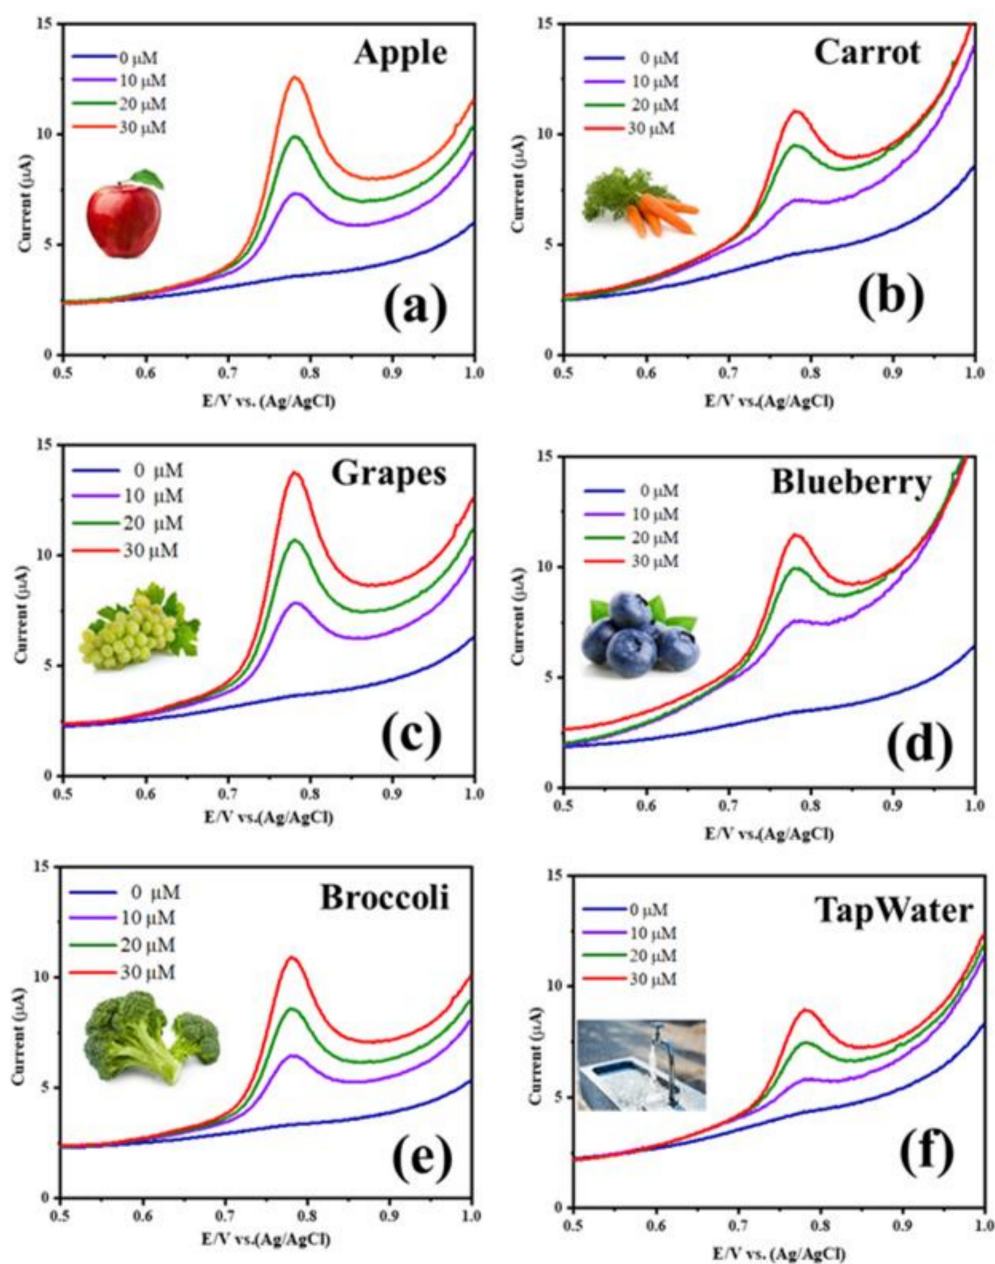 Apple
15
0 μM
10 μM
20 μM
30 μM
10
5
0
Current (μA)
(a)
0.5 0.6 0.7 0.8 0.9 1.0
E/V vs. (Ag/AgCl)
Carrot
15
0 μM
10 μM
20 μM
30 μM
10
5
0
Current (μA)
(b)
0.5 0.6 0.7 0.8 0.9 1.0
E/V vs.(Ag/AgCl)
Grapes
15
0 μM
10 μM
20 μM
30 μM
10
5
0
Current (μA)
(c)
0.5 0.6 0.7 0.8 0.9 1.0
E/V vs.(Ag/AgCl)
Blueberry
15
0 μM
10 μM
20 μM
30 μM
10
5
0
Current (μA)
(d)
0.5 0.6 0.7 0.8 0.9 1.0
E/V vs.(Ag/AgCl)
Broccoli
15
0 μM
10 μM
20 μM
30 μM
10
5
0
Current (μA)
(e)
0.5 0.6 0.7 0.8 0.9 1.0
E/V vs.(Ag/AgCl)
TapWater
15
0 μM
10 μM
20 μM
30 μM
10
5
0
Current (μA)
(f)
0.5 0.6 0.7 0.8 0.9 1.0
E/V vs. (Ag/AgCl)